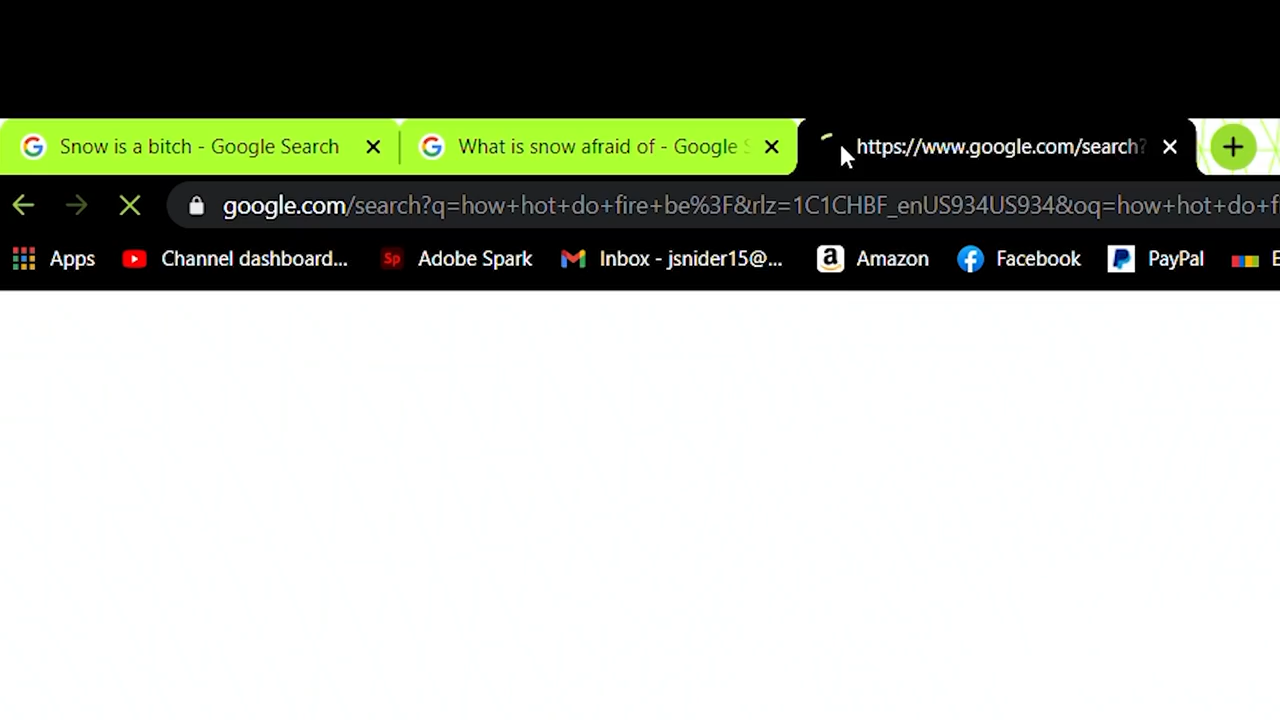 Snow is a bitch - Google Search What is snow afraid of - Google S https://www.google.com/search?
google.com/search?q=how+hot+do+fire+be%3F&rlz=1C1CHBF_enUS934US934&oq=how+hot+do+f
Apps Channel dashboard... Sp Adobe Spark Inbox - jsnider15@... Amazon Facebook PayPal E